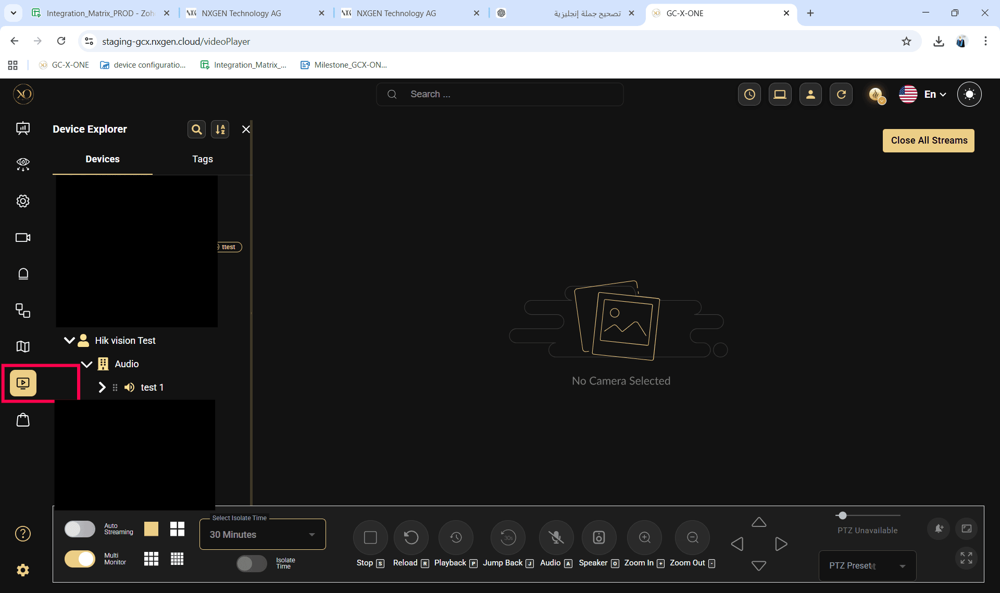 Integration_Matrix_PROD - Zoh
NXGEN Technology AG
NXGEN Technology AG
تصحيح جملة إنجليزية
GC-X-ONE
staging-gcx.nxgen.cloud/videoPlayer
GC-X-ONE
device configuratio...
Integration_Matrix_...
Milestone_GCX-ON...
XO
Search ...
En
Device Explorer
Close All Streams
Devices
Tags
ttest
Hik vision Test
Audio
test 1
No Camera Selected
Auto Streaming
Multi Monitor
Select Isolate Time
30 Minutes
Isolate Time
30s
Stop S
Reload R
Playback P
Jump Back J
Audio A
Speaker O
Zoom In +
Zoom Out -
PTZ Unavailable
PTZ Preset